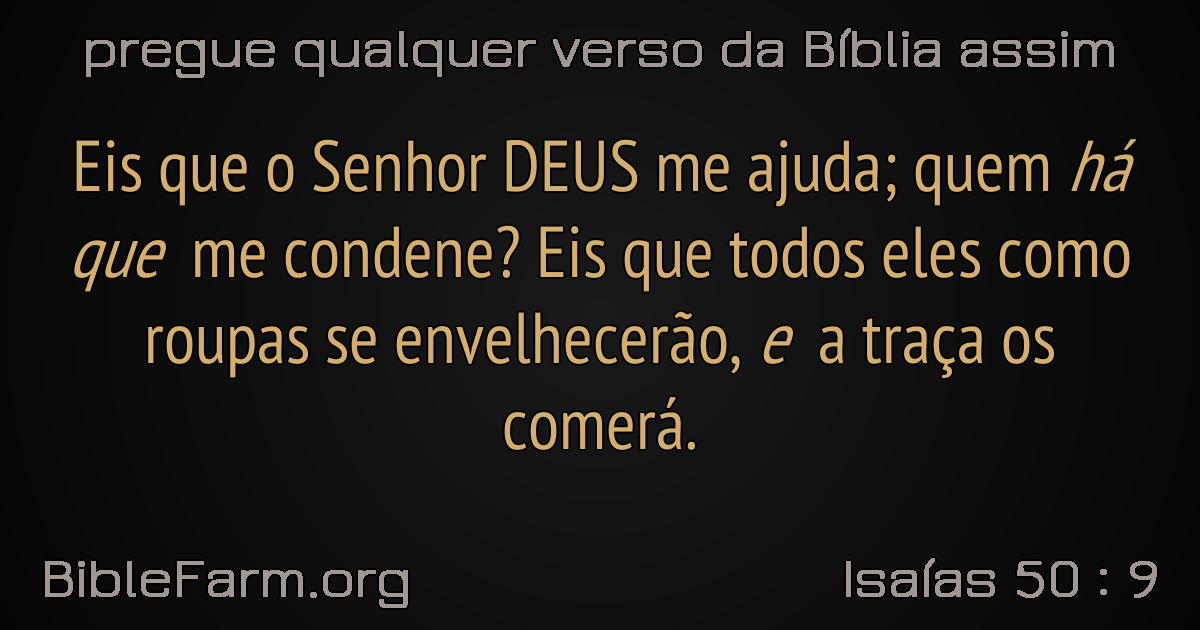 pregue qualquer verso da Bíblia assim
Eis que o Senhor DEUS me ajuda; quem há
que me condene? Eis que todos eles como
roupas se envelhecerão, e a traça os
comerá.
BibleFarm.org
Isaías 50 : 9